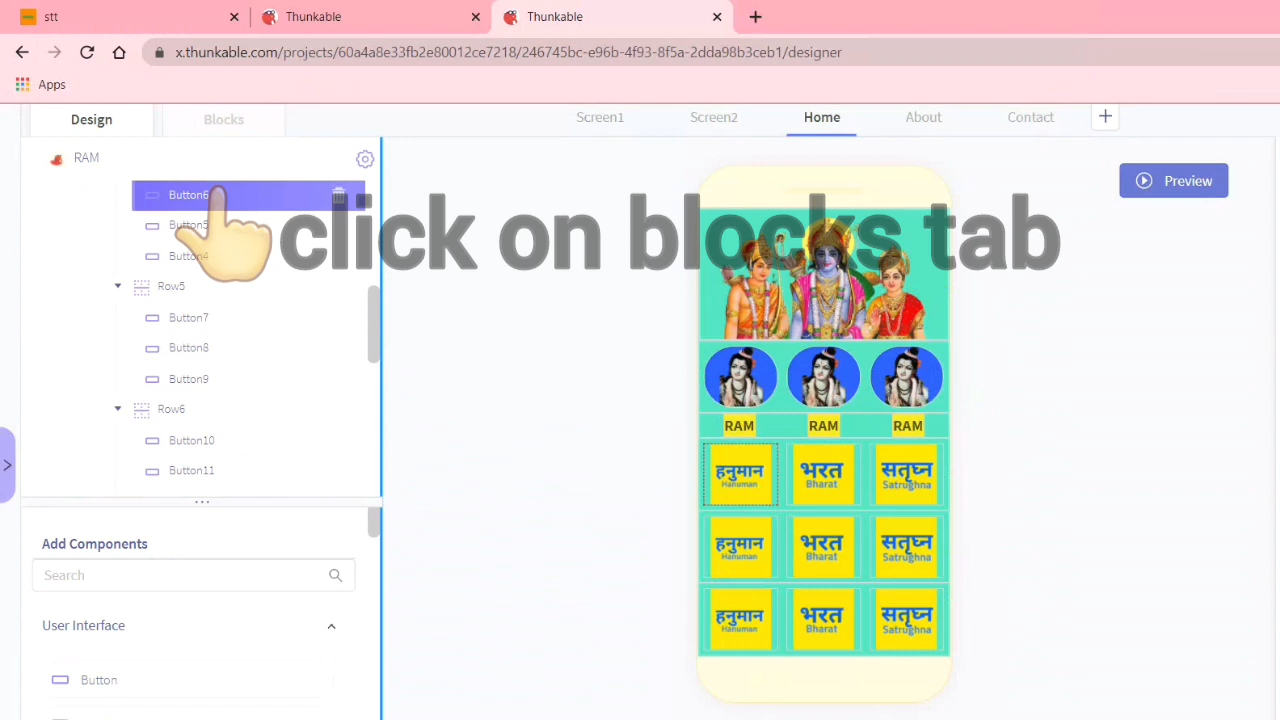 stt
Thunkable
Thunkable
x.thunkable.com/projects/60a4a8e33fb2e80012ce7218/246745bc-e96b-4f93-8f5a-2dda98b3ceb1/designer
Apps
Design
Blocks
Screen1
Screen2
Home
About
Contact
RAM
Preview
Button6
click on blocks tab
Button5
Button4
Row5
Button7
Button8
Button9
Row6
Button10
Button11
Add Components
Search
User Interface
Button
RAM RAM RAM
हनुमान भरत सतृघ्न
Hanuman Bharat Satrughna
हनुमान भरत सतृघ्न
Hanuman Bharat Satrughna
हनुमान भरत सतृघ्न
Hanuman Bharat Satrughna